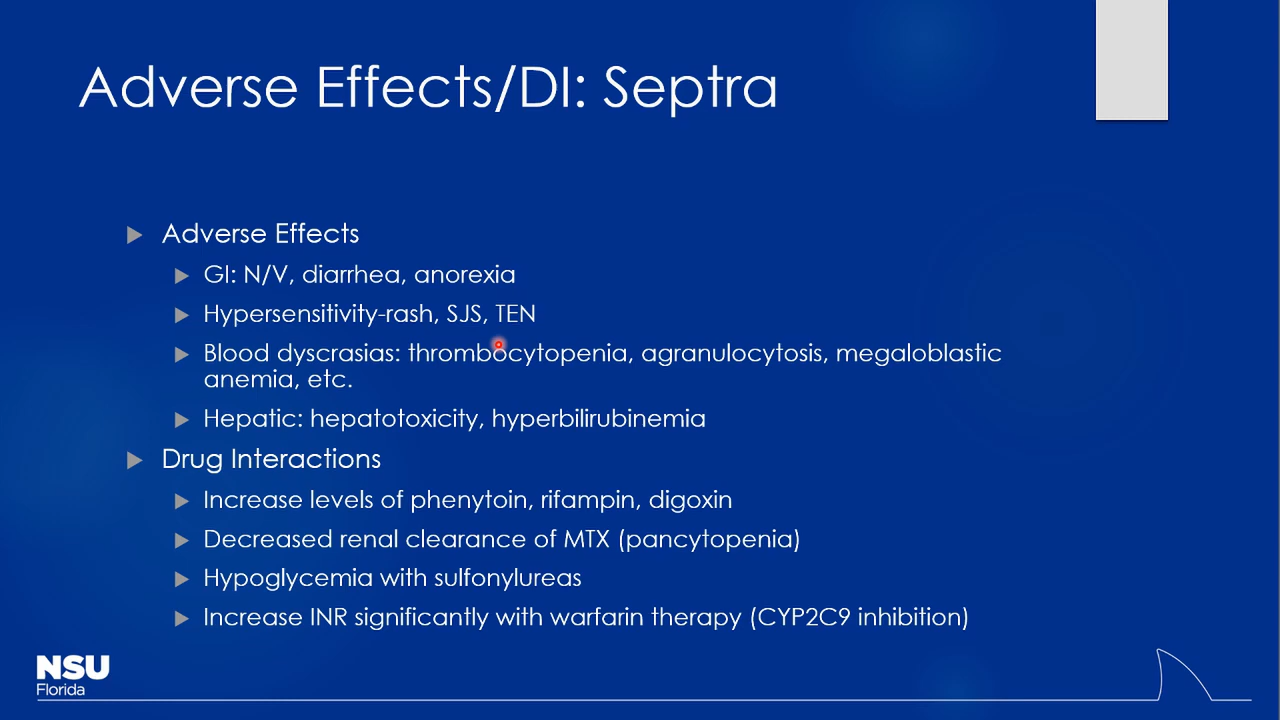 Adverse Effects/DI: Septra
Adverse Effects
GI: N/V, diarrhea, anorexia
Hypersensitivity-rash, SJS, TEN
Blood dyscrasias: thrombocytopenia, agranulocytosis, megaloblastic
anemia, etc.
Hepatic: hepatotoxicity, hyperbilirubinemia
Drug Interactions
Increase levels of phenytoin, rifampin, digoxin
Decreased renal clearance of MTX (pancytopenia)
Hypoglycemia with sulfonylureas
Increase INR significantly with warfarin therapy (CYP2C9 inhibition)
NSU
Florida